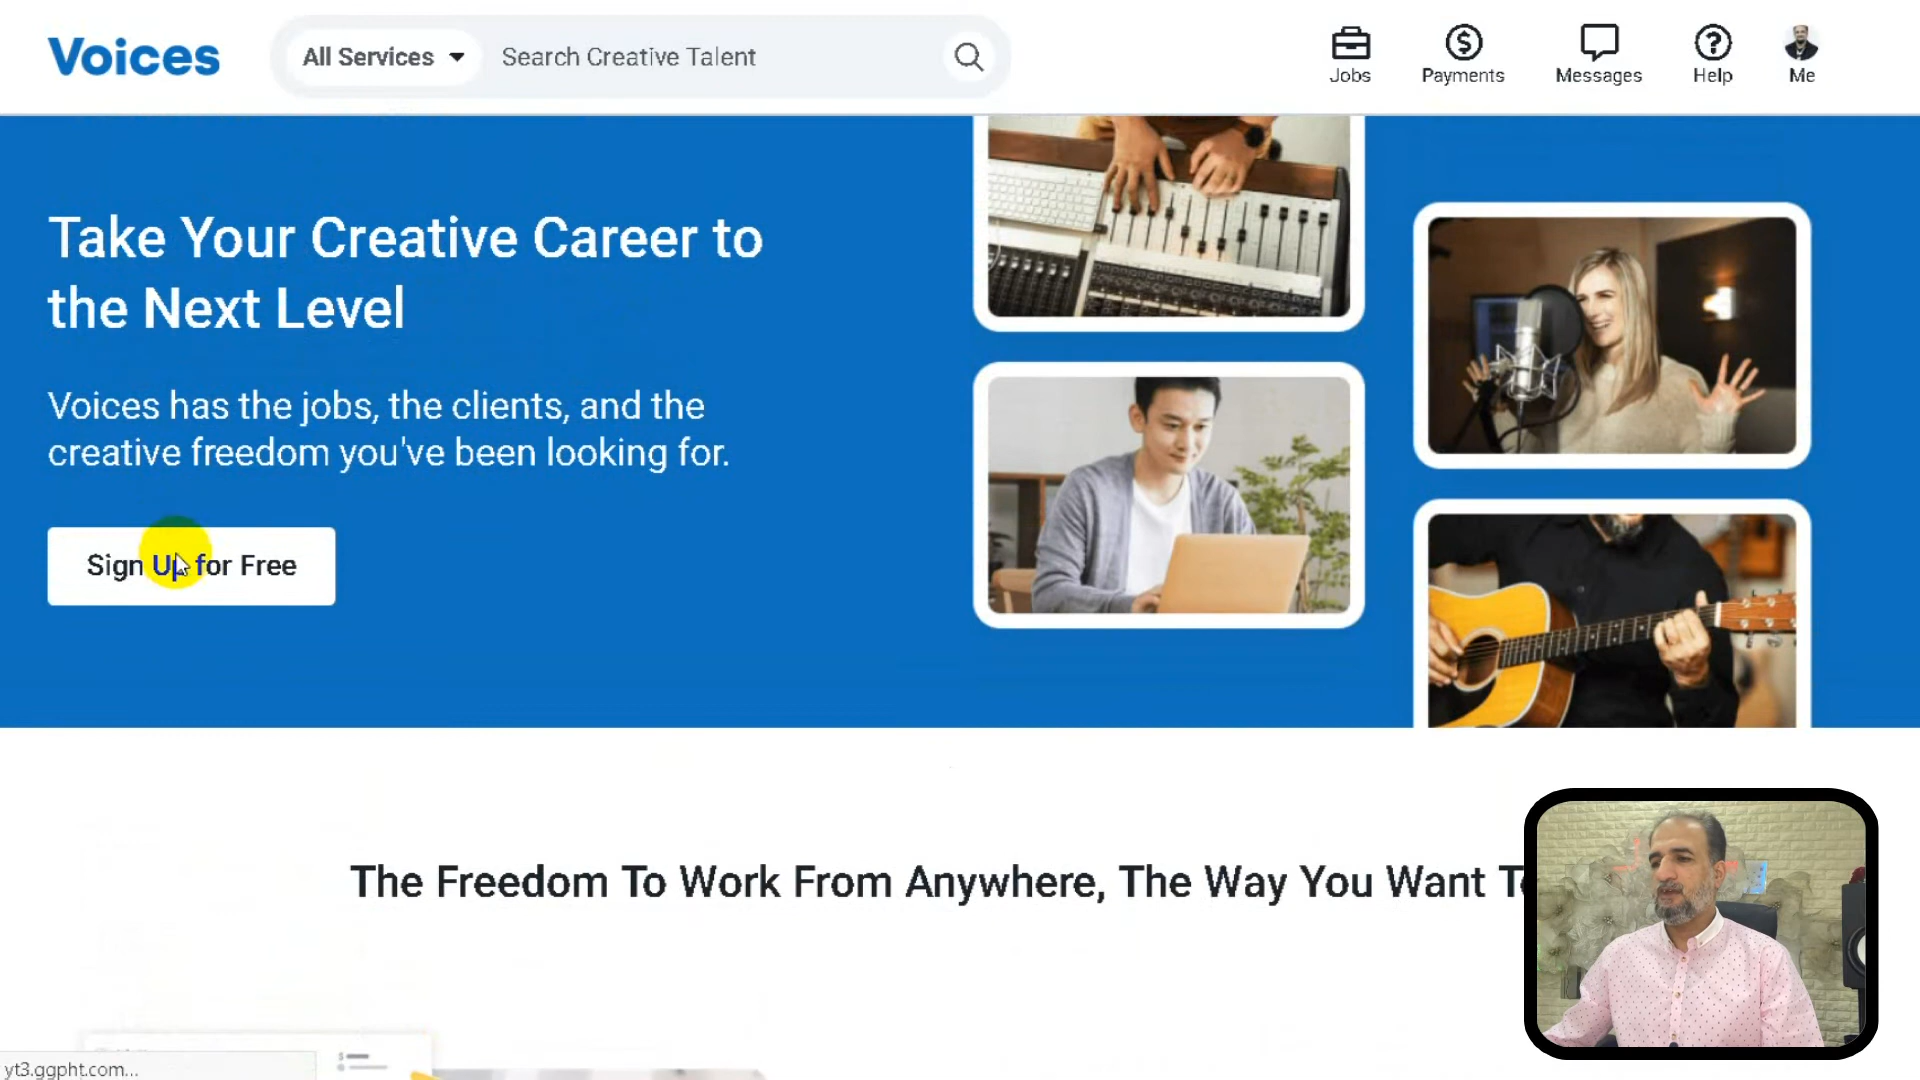 Voices
All Services
Search Creative Talent
Jobs
Payments
Messages
Help
Me
Take Your Creative Career to
the Next Level
Voices has the jobs, the clients, and the
creative freedom you've been looking for.
Sign Up for Free
The Freedom To Work From Anywhere, The Way You Want
yt3.ggpht.com...